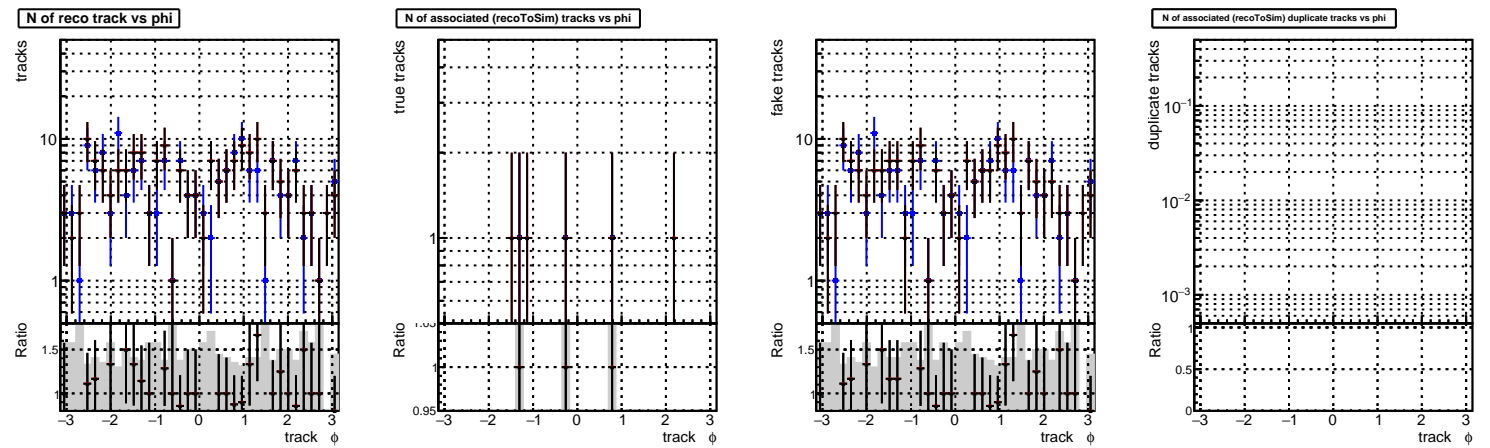 N of reco track vs phi
tracks
10
1
Ratio
1.5
1
−3 −2 −1 0 1 2 3
track ϕ
N of associated (recoToSim) tracks vs phi
true tracks
1
Ratio
1.05
1
0.95
−3 −2 −1 0 1 2 3
track ϕ
fake tracks
10
1
Ratio
1.5
1
−3 −2 −1 0 1 2 3
track ϕ
N of associated (recoToSim) duplicate tracks vs phi
duplicate tracks
10−1
10−2
10−3
Ratio
1
0.5
0
−3 −2 −1 0 1 2 3
track ϕ